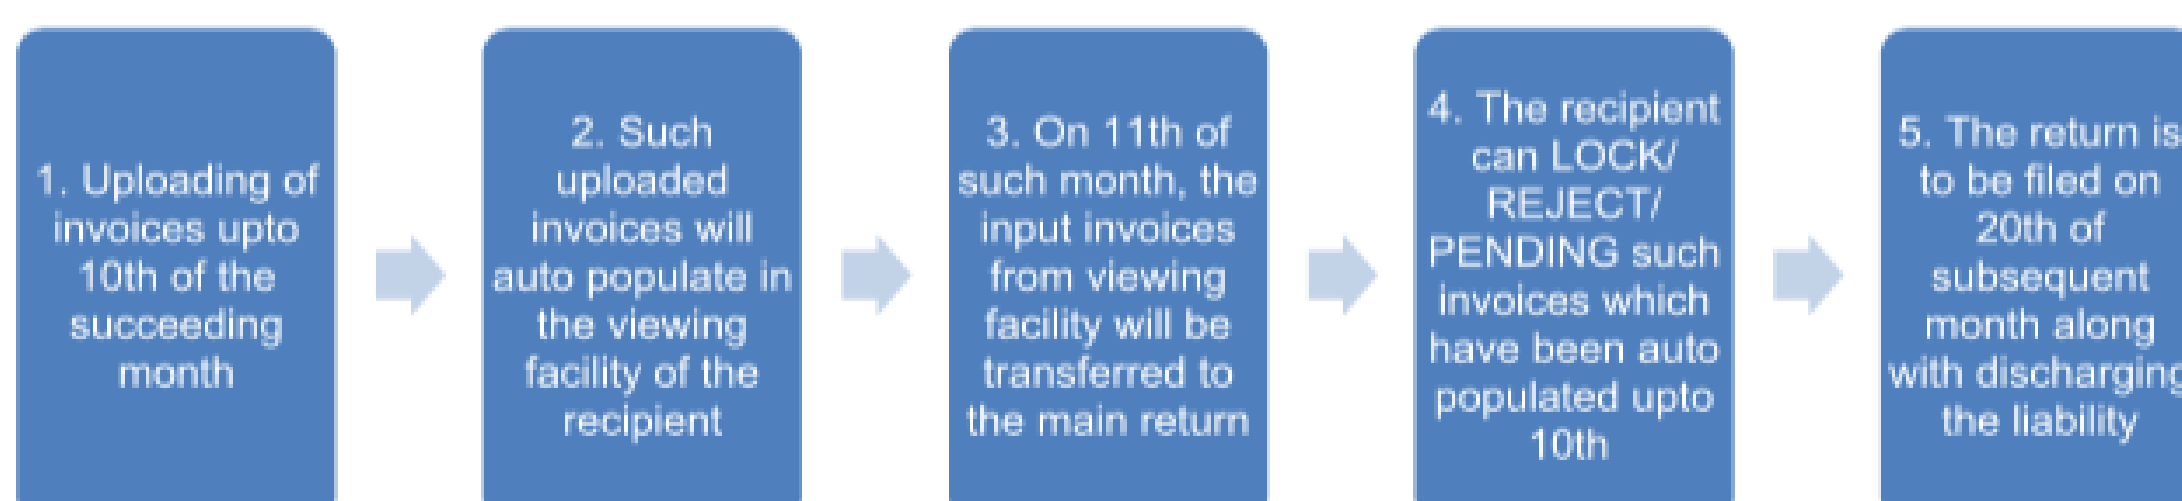 1. Uploading of
invoices upto
10th of the
succeeding
month
2. Such
uploaded
invoices will
auto populate in
the viewing
facility of the
recipient
3. On 11th of
such month, the
input invoices
from viewing
facility will be
transferred to
the main return
4. The recipient
can LOCK/
REJECT/
PENDING such
invoices which
have been auto
populated upto
10th
5. The return is
to be filed on
20th of
subsequent
month along
with discharging
the liability